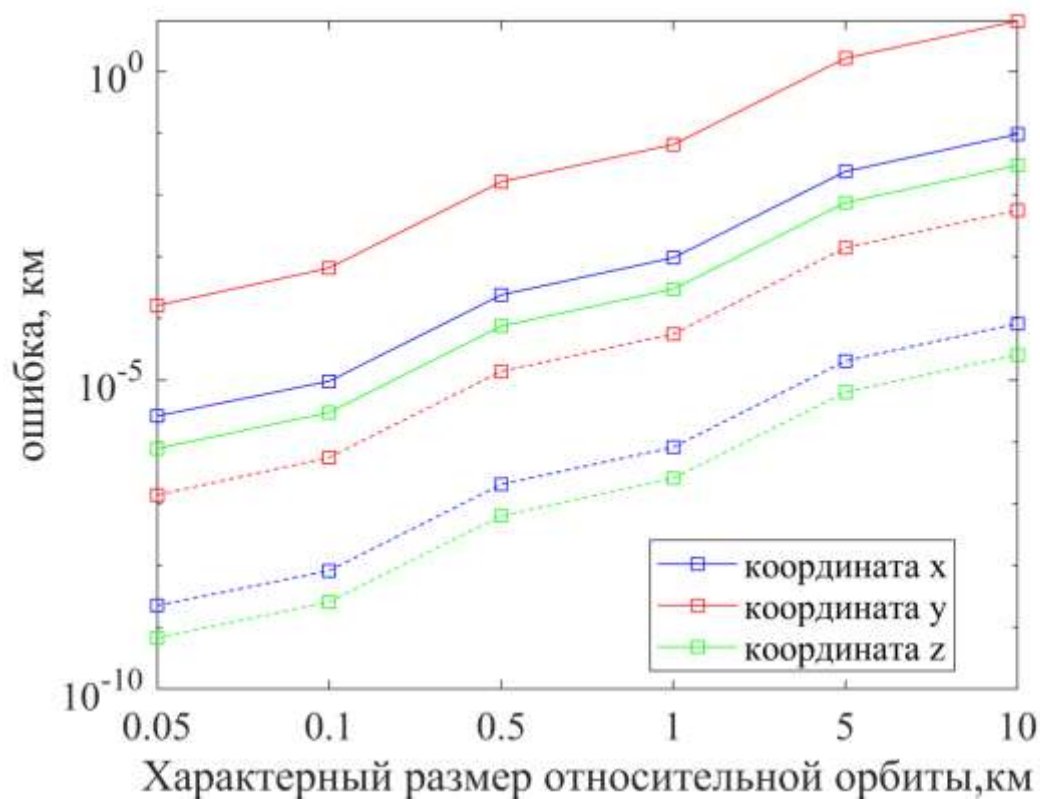 ошибка, км
10^0
10^-5
10^-10
0.05 0.1 0.5 1 5 10
Характерный размер относительной орбиты,км
координата x
координата y
координата z